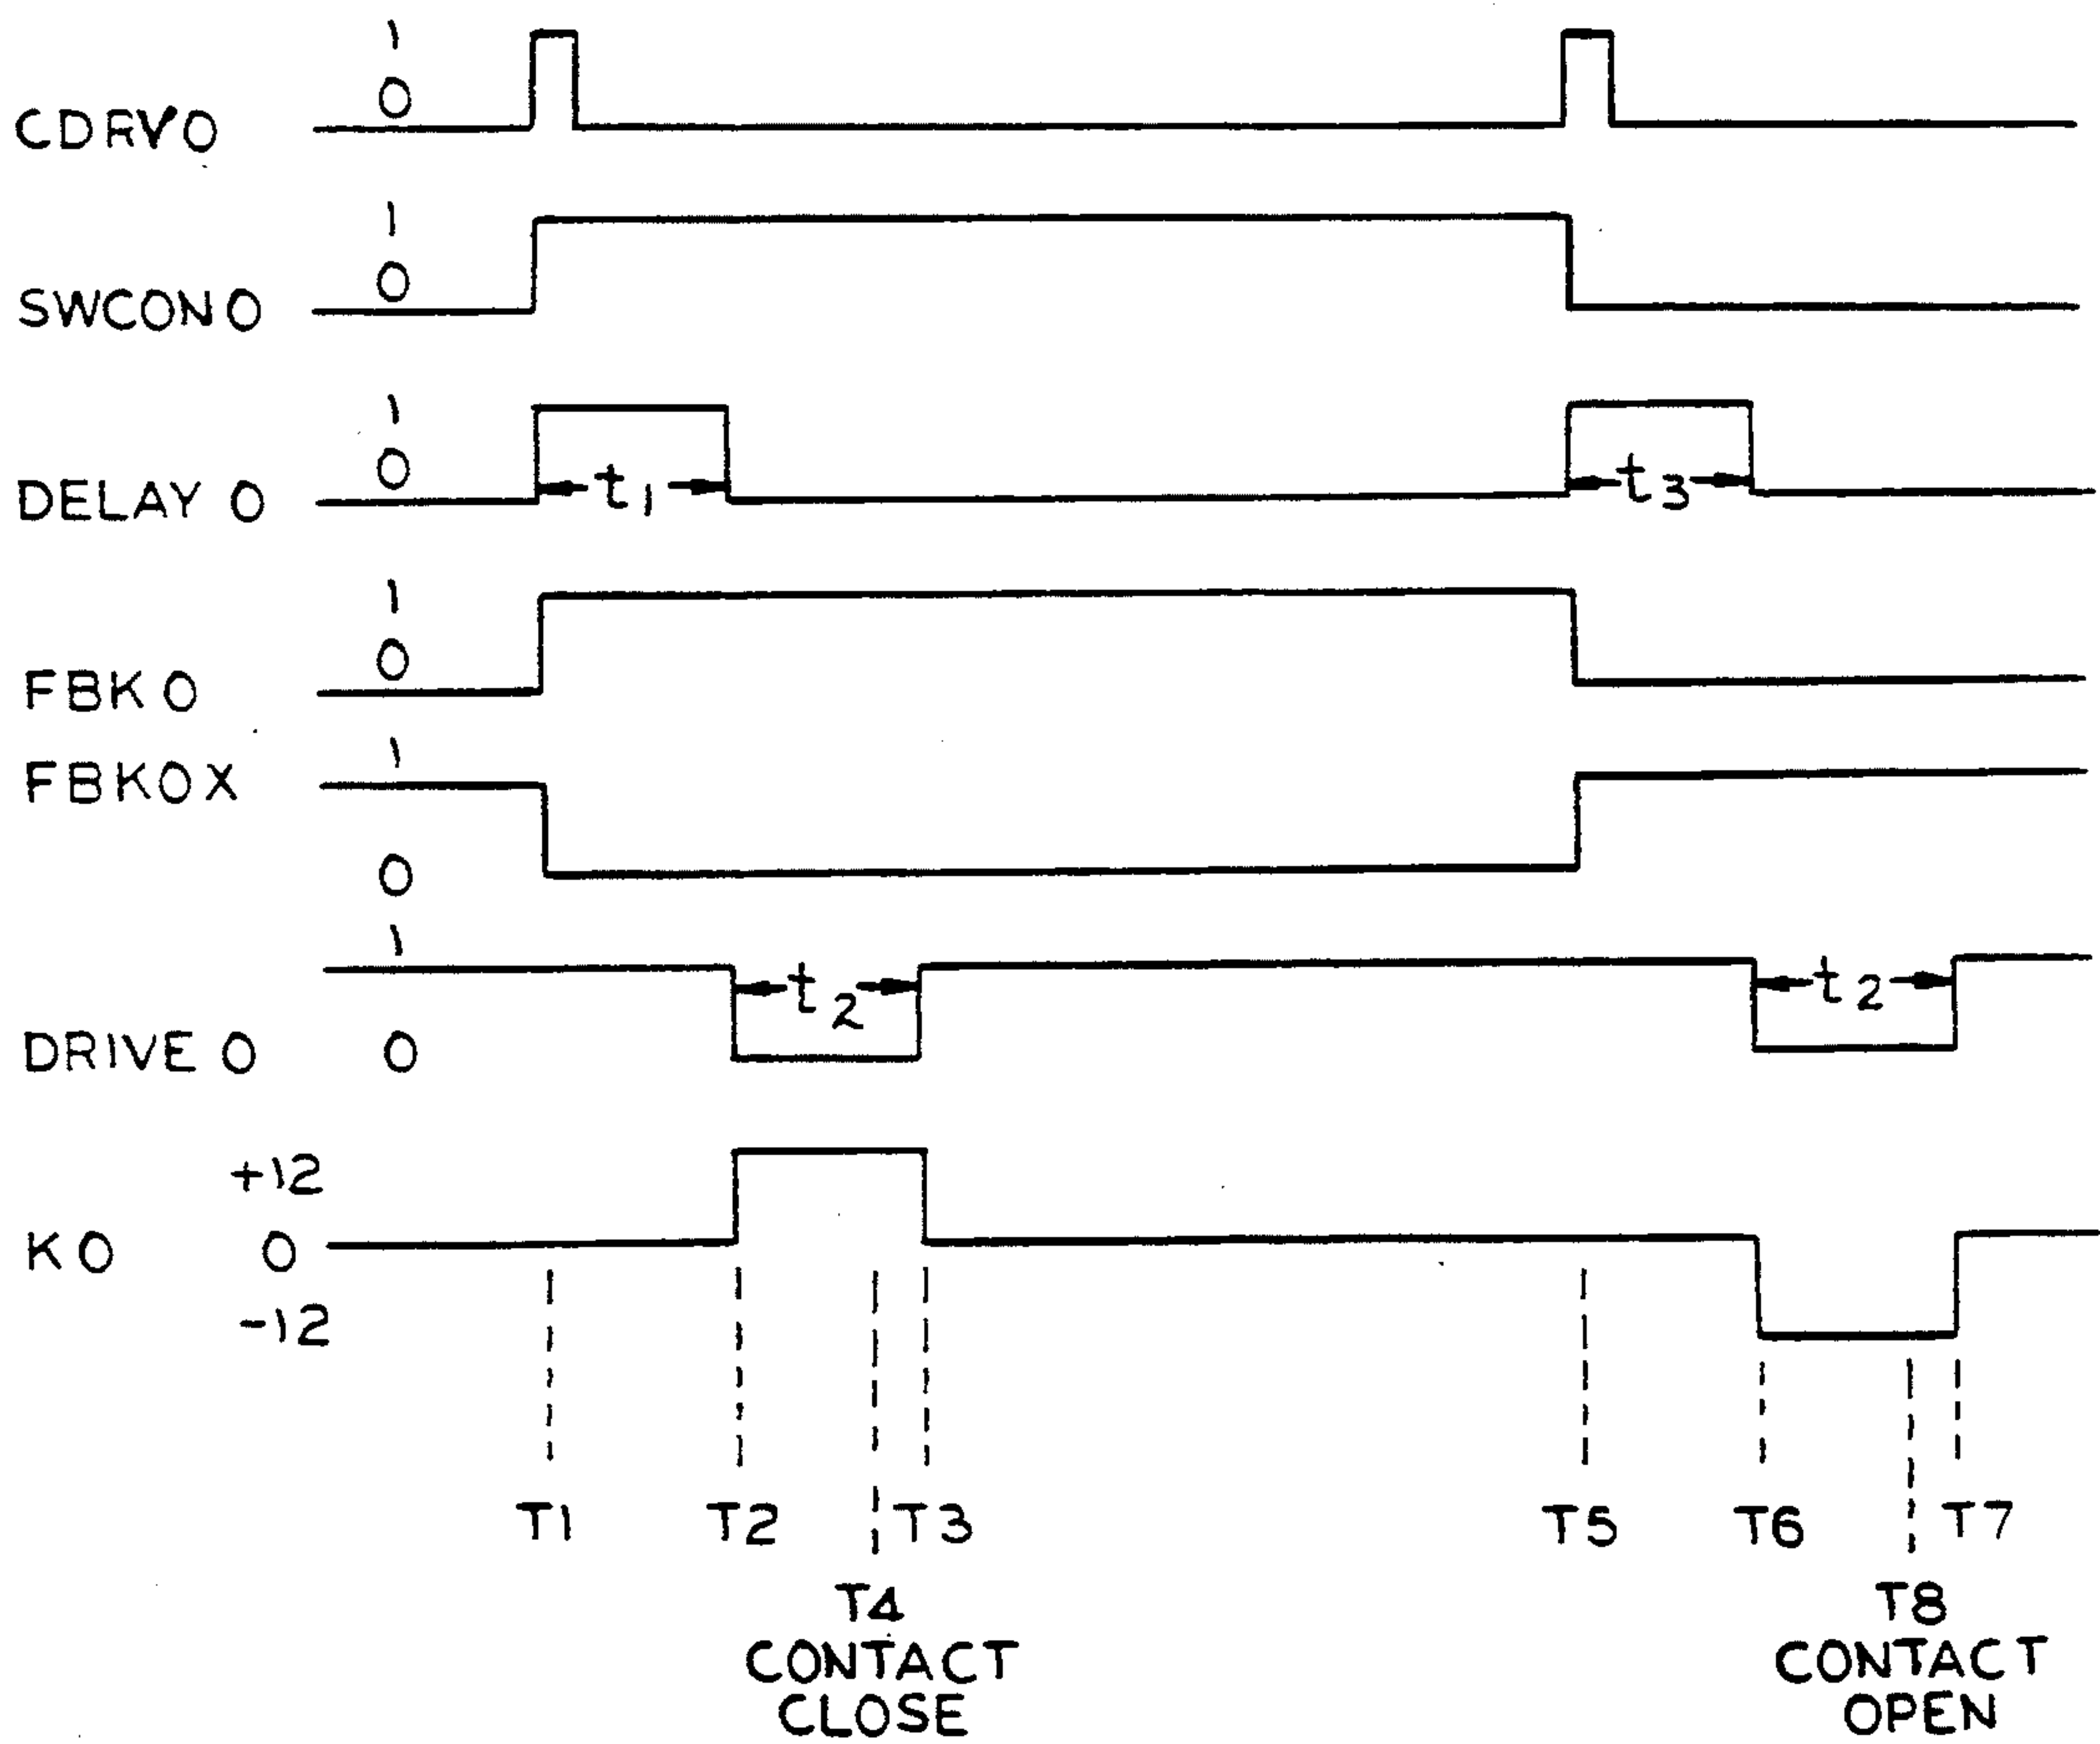 1
0
CDRV0
1
0
SWCON0
1
0
DELAY 0
t1
t3
1
0
FBK0
1
FBK0X
0
1
t2
t2
DRIVE 0
0
+12
K0
0
-12
T1
T2
T3
T5
T6
T7
T4
CONTACT
CLOSE
T8
CONTACT
OPEN